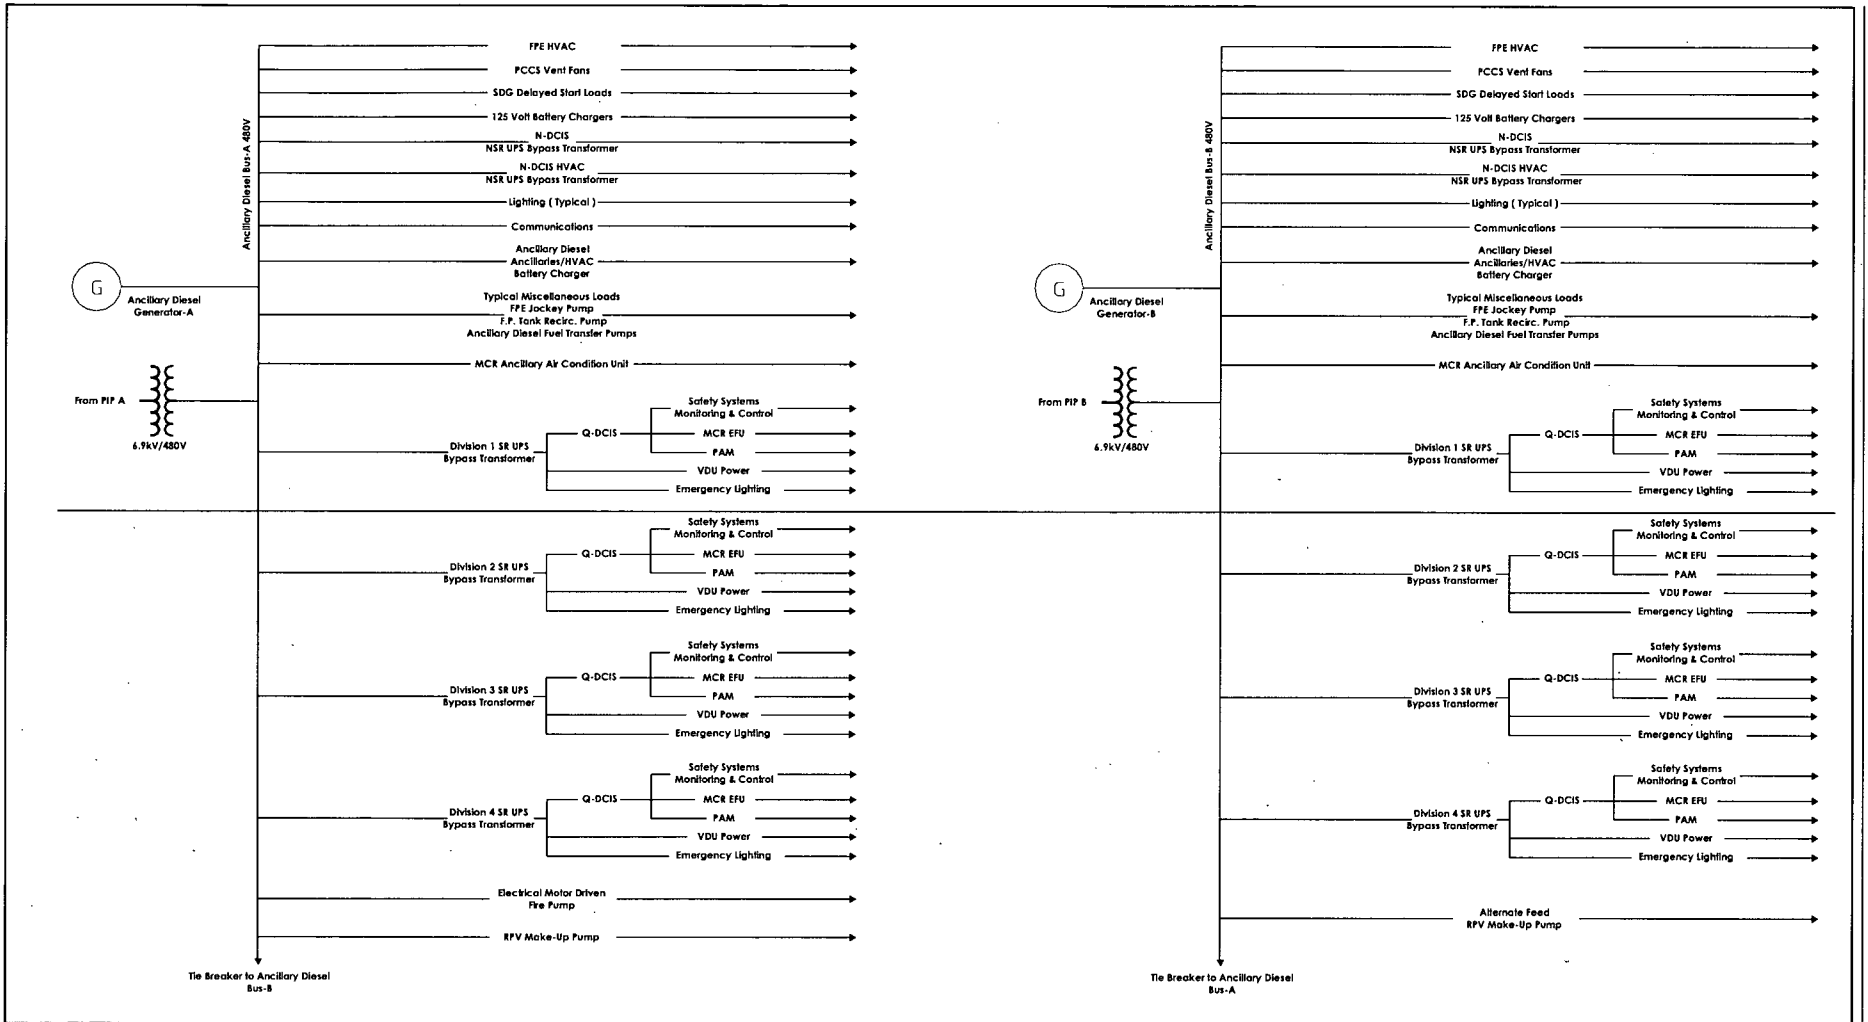 FPE HVAC
PCCS Vent Fans
SDG Delayed Start Loads
125 Volt Battery Chargers
N-DCIS
NSR UPS Bypass Transformer
N-DCIS HVAC
NSR UPS Bypass Transformer
Lighting ( Typical )
Communications
Ancillary Diesel
Ancillaries/HVAC
Battery Charger
Typical Miscellaneous Loads
FPE Jockey Pump
F.P. Tank Recirc. Pump
Ancillary Diesel Fuel Transfer Pumps
MCR Ancillary Air Condition Unit
Ancillary Diesel Bus-A 480V
G
Ancillary Diesel
Generator-A
From PIP A
6.9kV/480V
Division 1 SR UPS
Bypass Transformer
Q-DCIS
Safety Systems
Monitoring & Control
MCR EFU
PAM
VDU Power
Emergency Lighting
Division 2 SR UPS
Bypass Transformer
Q-DCIS
Safety Systems
Monitoring & Control
MCR EFU
PAM
VDU Power
Emergency Lighting
Division 3 SR UPS
Bypass Transformer
Q-DCIS
Safety Systems
Monitoring & Control
MCR EFU
PAM
VDU Power
Emergency Lighting
Division 4 SR UPS
Bypass Transformer
Q-DCIS
Safety Systems
Monitoring & Control
MCR EFU
PAM
VDU Power
Emergency Lighting
Electrical Motor Driven
Fire Pump
RPV Make-Up Pump
Tie Breaker to Ancillary Diesel
Bus-B
FPE HVAC
PCCS Vent Fans
SDG Delayed Start Loads
125 Volt Battery Chargers
N-DCIS
NSR UPS Bypass Transformer
N-DCIS HVAC
NSR UPS Bypass Transformer
Lighting ( Typical )
Communications
Ancillary Diesel
Ancillaries/HVAC
Battery Charger
Typical Miscellaneous Loads
FPE Jockey Pump
F.P. Tank Recirc. Pump
Ancillary Diesel Fuel Transfer Pumps
MCR Ancillary Air Condition Unit
Ancillary Diesel Bus-B 480V
G
Ancillary Diesel
Generator-B
From PIP B
6.9kV/480V
Division 1 SR UPS
Bypass Transformer
Q-DCIS
Safety Systems
Monitoring & Control
MCR EFU
PAM
VDU Power
Emergency Lighting
Division 2 SR UPS
Bypass Transformer
Q-DCIS
Safety Systems
Monitoring & Control
MCR EFU
PAM
VDU Power
Emergency Lighting
Division 3 SR UPS
Bypass Transformer
Q-DCIS
Safety Systems
Monitoring & Control
MCR EFU
PAM
VDU Power
Emergency Lighting
Division 4 SR UPS
Bypass Transformer
Q-DCIS
Safety Systems
Monitoring & Control
MCR EFU
PAM
VDU Power
Emergency Lighting
Alternate Feed
RPV Make-Up Pump
Tie Breaker to Ancillary Diesel
Bus-A